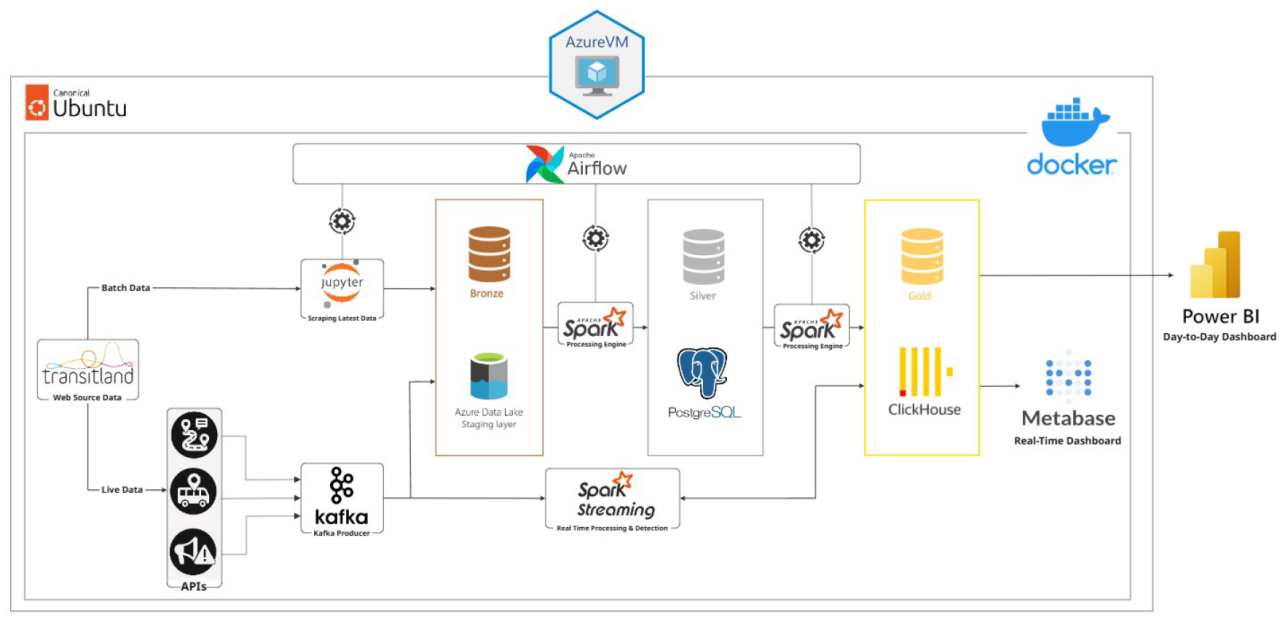 AzureVM
Canonical
Ubuntu
docker
Apache
Airflow
Batch Data
jupyter
Scraping Latest Data
Bronze
Azure Data Lake
Staging layer
APACHE
Spark
Processing Engine
Silver
PostgreSQL
APACHE
Spark
Processing Engine
Gold
ClickHouse
Power BI
Day-to-Day Dashboard
Metabase
Real-Time Dashboard
transitland
Web Source Data
Live Data
APIs
kafka
Kafka Producer
Spark
Streaming
Real Time Processing & Detection